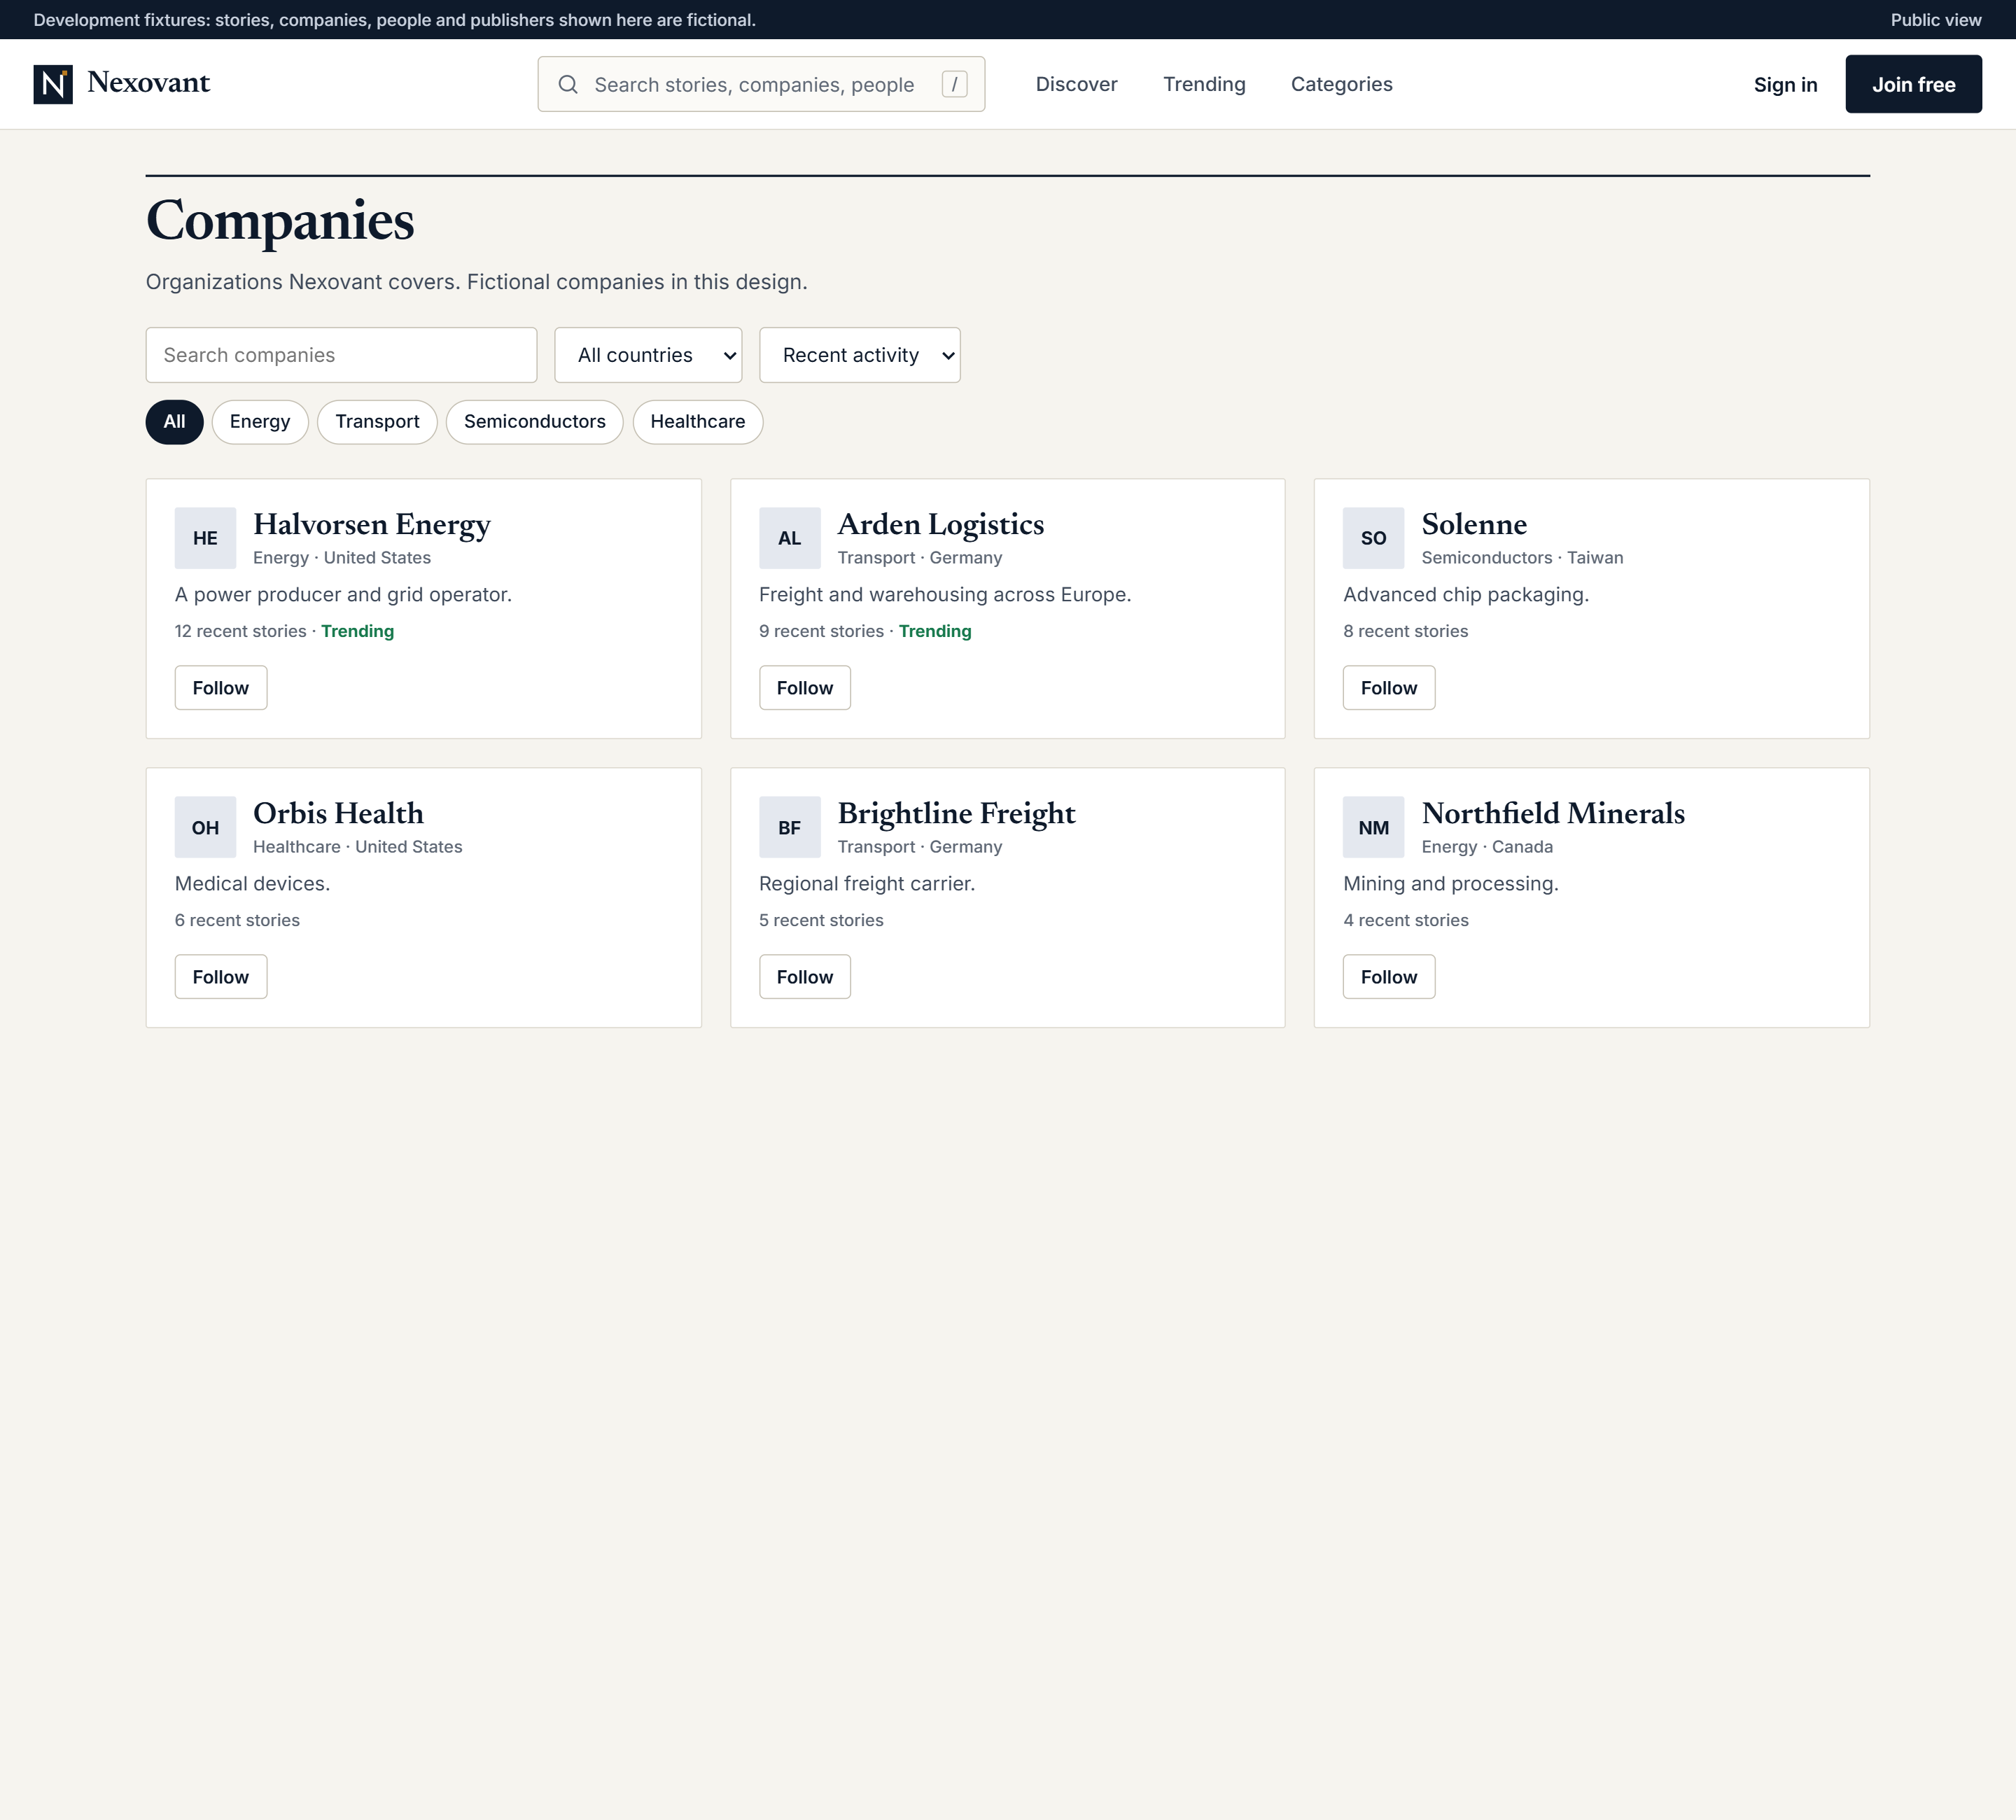 Development fixtures: stories, companies, people and publishers shown here are fictional.
Public view
N
Nexovant
Search stories, companies, people
/
Discover
Trending
Categories
Sign in
Join free
Companies
Organizations Nexovant covers. Fictional companies in this design.
Search companies
All countries
Recent activity
All
Energy
Transport
Semiconductors
Healthcare
HE
Halvorsen Energy
Energy · United States
A power producer and grid operator.
12 recent stories · Trending
Follow
AL
Arden Logistics
Transport · Germany
Freight and warehousing across Europe.
9 recent stories · Trending
Follow
SO
Solenne
Semiconductors · Taiwan
Advanced chip packaging.
8 recent stories
Follow
OH
Orbis Health
Healthcare · United States
Medical devices.
6 recent stories
Follow
BF
Brightline Freight
Transport · Germany
Regional freight carrier.
5 recent stories
Follow
NM
Northfield Minerals
Energy · Canada
Mining and processing.
4 recent stories
Follow